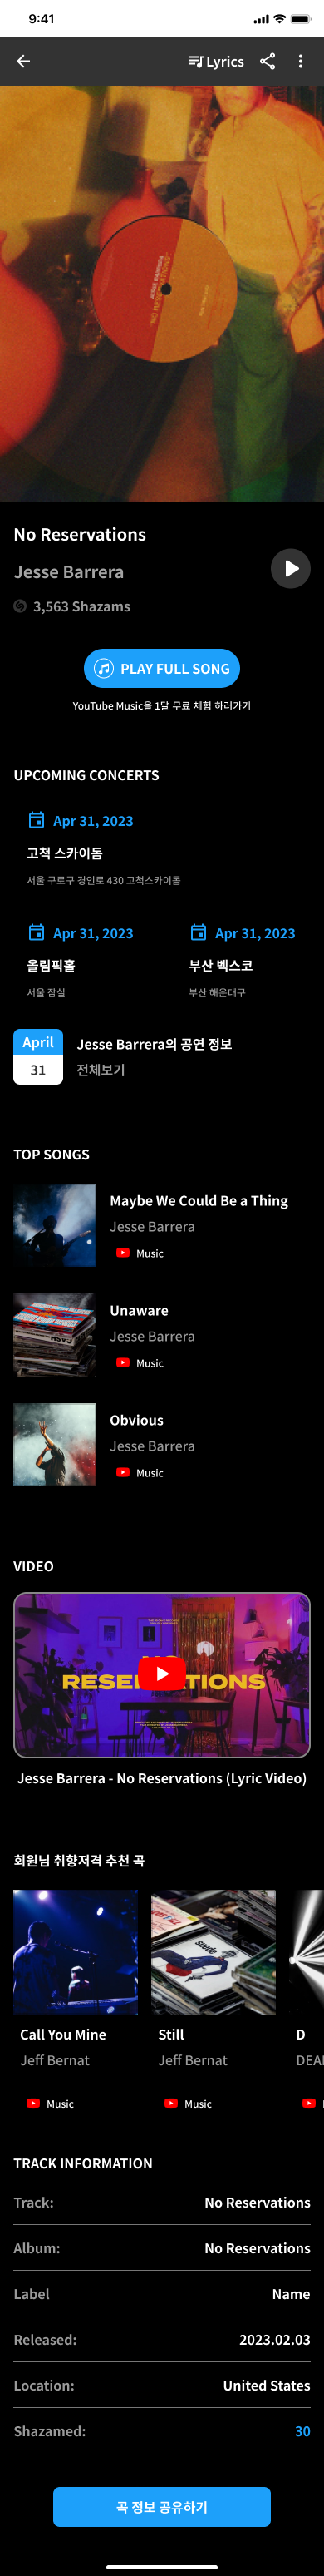 9:41
Lyrics
No Reservations
Jesse Barrera
3,563 Shazams
PLAY FULL SONG
YouTube Music을 1달 무료 체험 하러가기
UPCOMING CONCERTS
Apr 31, 2023
고척 스카이돔
서울 구로구 경인로 430 고척스카이돔
Apr 31, 2023
올림픽홀
서울 잠실
Apr 31, 2023
부산 벡스코
부산 해운대구
April
31
Jesse Barrera의 공연 정보
전체보기
TOP SONGS
Maybe We Could Be a Thing
Jesse Barrera
Music
Unaware
Jesse Barrera
Music
Obvious
Jesse Barrera
Music
VIDEO
Jesse Barrera - No Reservations (Lyric Video)
회원님 취향저격 추천 곡
Call You Mine
Jeff Bernat
Music
suede
Still
Jeff Bernat
Music
D
DEA
TRACK INFORMATION
Track: No Reservations
Album: No Reservations
Label Name
Released: 2023.02.03
Location: United States
Shazamed: 30
곡 정보 공유하기